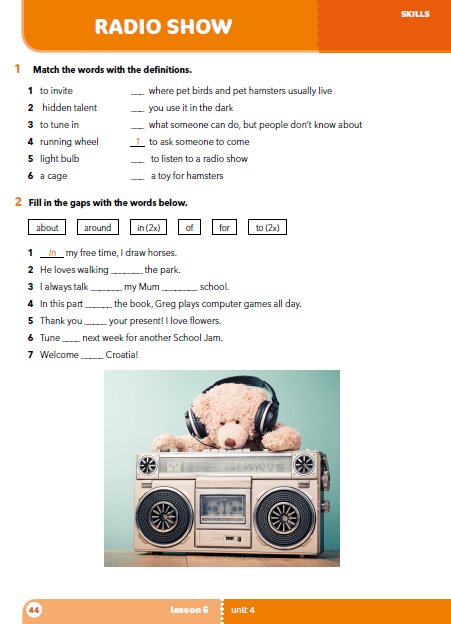 RADIO SHOW
SKILLS
1 Match the words with the definitions.
1 to invite ___ where pet birds and pet hamsters usually live
2 hidden talent ___ you use it in the dark
3 to tune in ___ what someone can do, but people don't know about
4 running wheel 1 to ask someone to come
5 light bulb ___ to listen to a radio show
6 a cage ___ a toy for hamsters
2 Fill in the gaps with the words below.
about around in (2x) of for to (2x)
1 In my free time, I draw horses.
2 He loves walking ______ the park.
3 I always talk ______ my Mum ______ school.
4 In this part _____ the book, Greg plays computer games all day.
5 Thank you ____ your present! I love flowers.
6 Tune ____ next week for another School Jam.
7 Welcome ____ Croatia!
44 lesson 6 unit 4